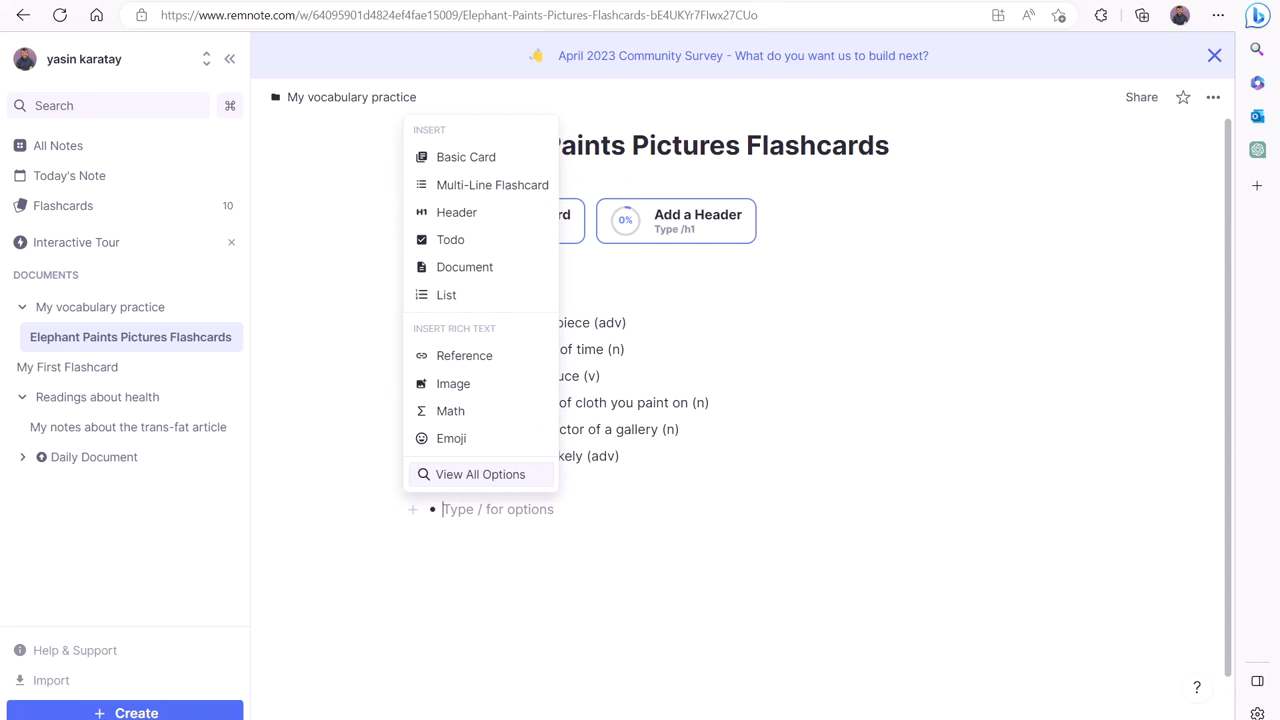 https://www.remnote.com/w/64095901d4824ef4fae15009/Elephant-Paints-Pictures-Flashcards-bE4UKYr7FIwx27CUo
yasin karatay
April 2023 Community Survey - What do you want us to build next?
Search
My vocabulary practice
Share
All Notes
Today's Note
Flashcards
10
Interactive Tour
DOCUMENTS
My vocabulary practice
Elephant Paints Pictures Flashcards
My First Flashcard
Readings about health
My notes about the trans-fat article
Daily Document
Help & Support
Import
Create
INSERT
Basic Card
Multi-Line Flashcard
H1 Header
Todo
Document
List
INSERT RICH TEXT
Reference
Image
Math
Emoji
View All Options
Paints Pictures Flashcards
rd
0%
Add a Header
Type /h1
piece (adv)
of time (n)
uce (v)
of cloth you paint on (n)
ctor of a gallery (n)
kely (adv)
Type / for options
?